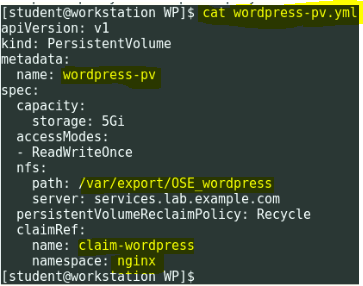 [student@workstation WP]$ cat wordpress-pv.yml
apiVersion: v1
kind: PersistentVolume
metadata:
  name: wordpress-pv
spec:
  capacity:
    storage: 5Gi
  accessModes:
  - ReadWriteOnce
  nfs:
    path: /var/export/OSE_wordpress
    server: services.lab.example.com
  persistentVolumeReclaimPolicy: Recycle
  claimRef:
    name: claim-wordpress
    namespace: nginx
[student@workstation WP]$